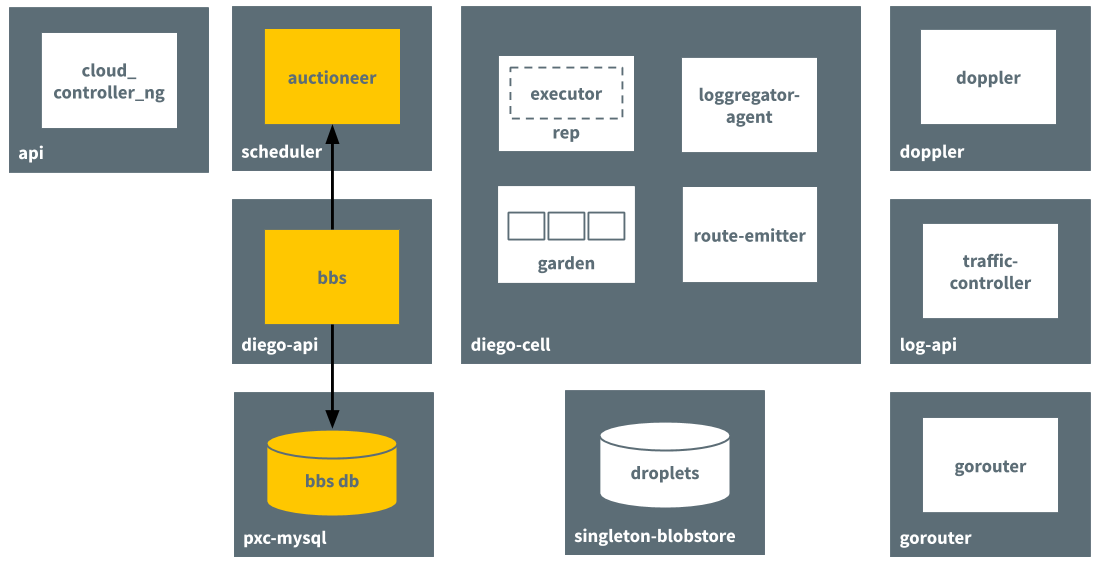 cloud_
controller_ng
api
auctioneer
scheduler
bbs
diego-api
bbs db
pxc-mysql
executor
rep
loggregator-
agent
garden
route-emitter
diego-cell
droplets
singleton-blobstore
doppler
doppler
traffic-
controller
log-api
gorouter
gorouter